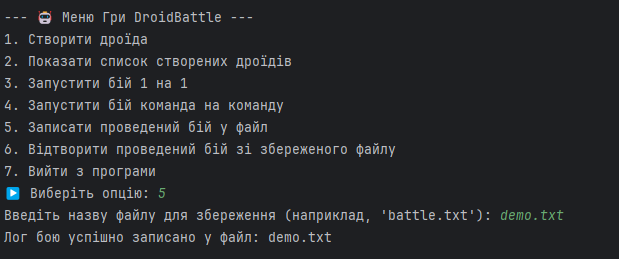 --- 🤖 Меню Гри DroidBattle ---
1. Створити дроїда
2. Показати список створених дроїдів
3. Запустити бій 1 на 1
4. Запустити бій команда на команду
5. Записати проведений бій у файл
6. Відтворити проведений бій зі збереженого файлу
7. Вийти з програми
▶️ Виберіть опцію: 5
Введіть назву файлу для збереження (наприклад, 'battle.txt'): demo.txt
Лог бою успішно записано у файл: demo.txt